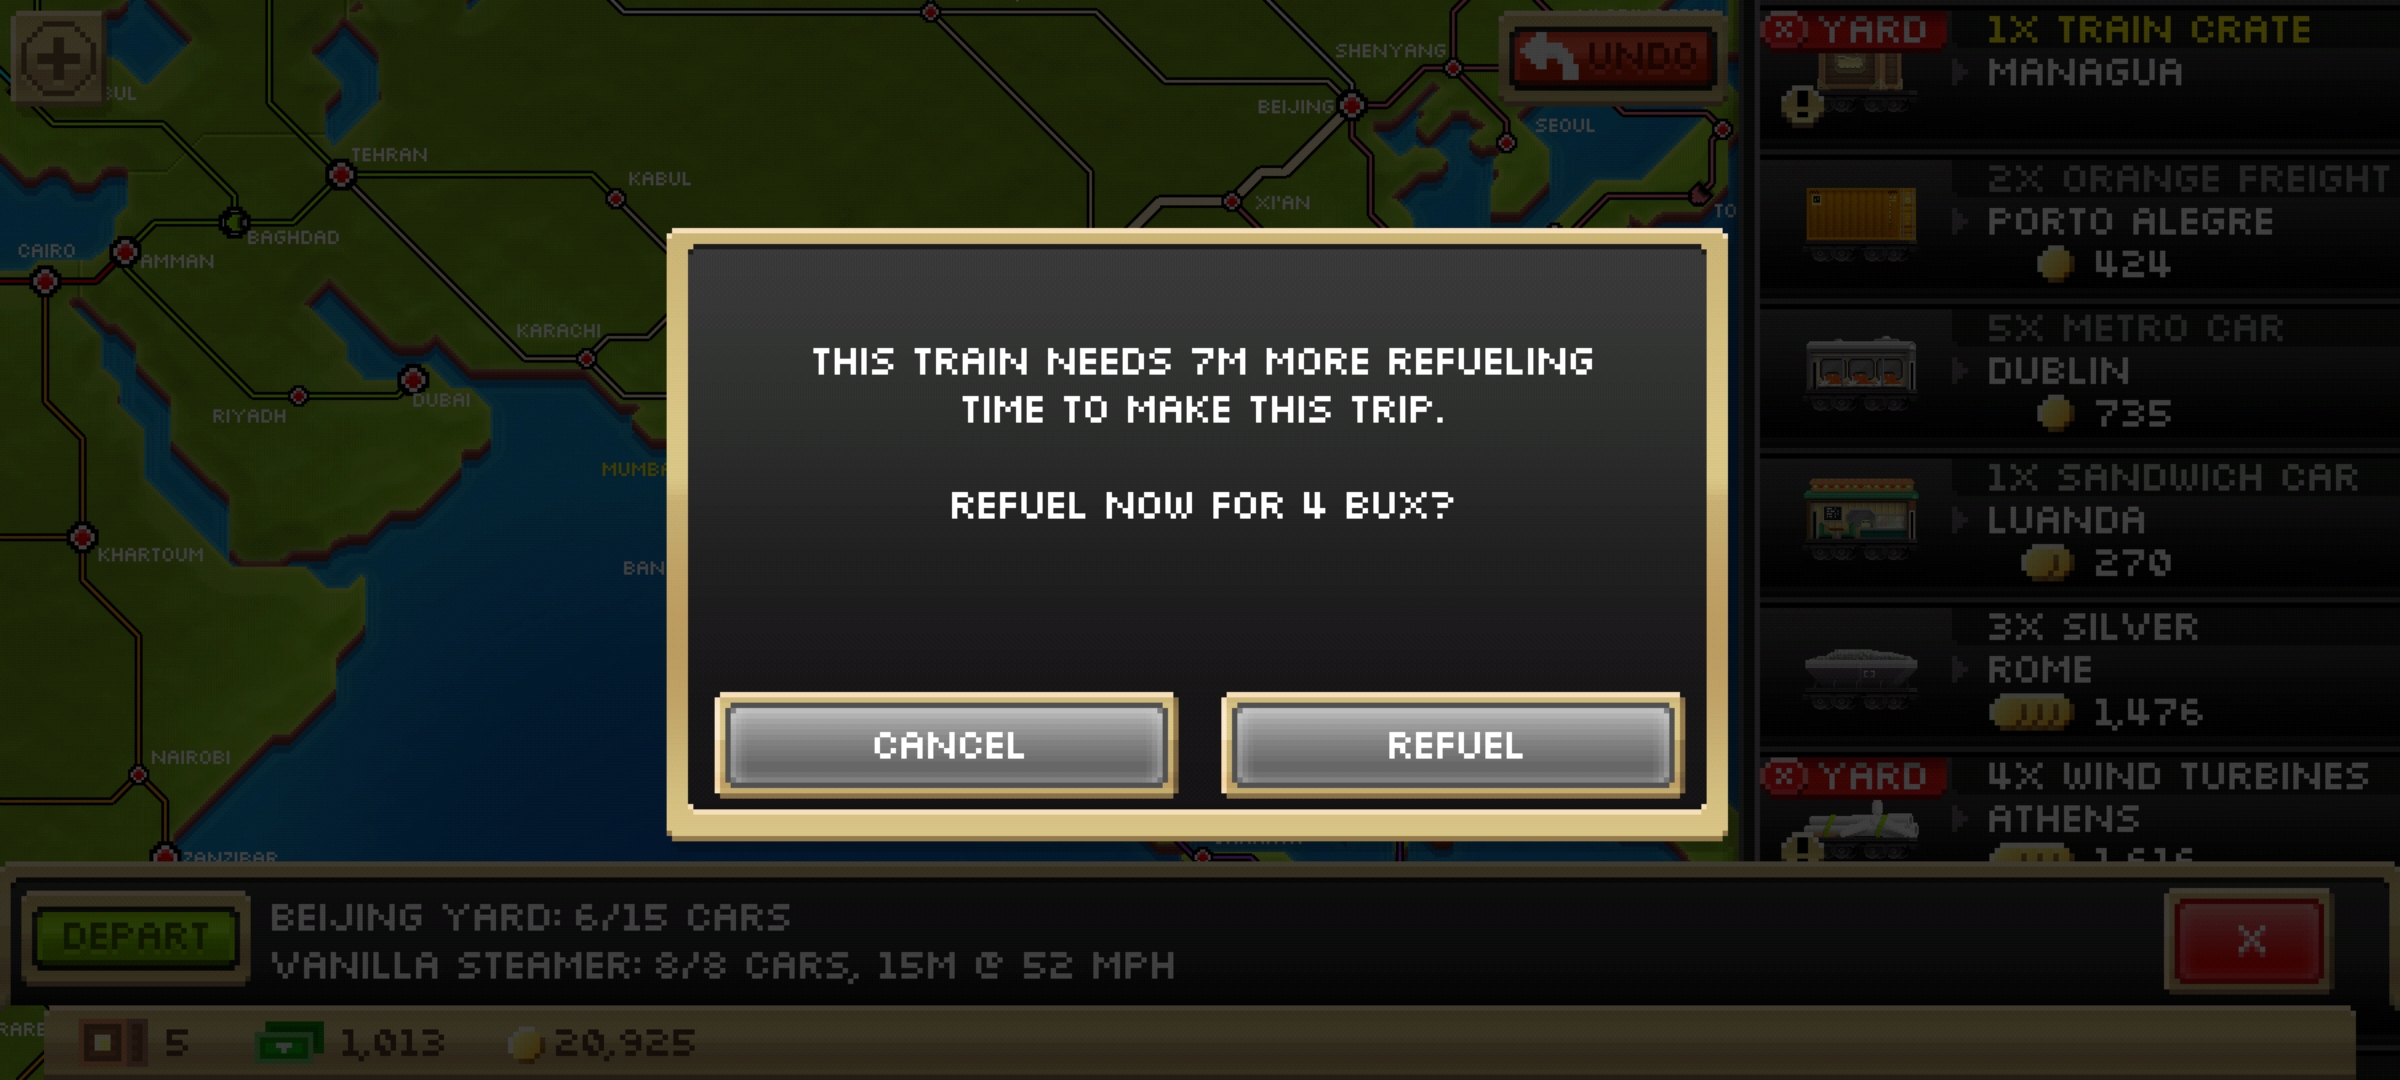 SHENYANG
UNDO
BEIJING
SEOUL
TEHRAN
KABUL
XI'AN
BAGHDAD
CAIRO
AMMAN
KARACHI
RIYADH
DUBAI
KHARTOUM
NAIROBI
ZANZIBAR
THIS TRAIN NEEDS 7M MORE REFUELING
TIME TO MAKE THIS TRIP.
REFUEL NOW FOR 4 BUX?
CANCEL
REFUEL
YARD
1X TRAIN CRATE
MANAGUA
2X ORANGE FREIGHT
PORTO ALEGRE
424
5X METRO CAR
DUBLIN
735
1X SANDWICH CAR
LUANDA
270
3X SILVER
ROME
1,476
YARD
4X WIND TURBINES
ATHENS
1,616
DEPART
BEIJING YARD: 6/15 CARS
VANILLA STEAMER: 8/8 CARS, 15M @ 52 MPH
X
5
1,013
20,925